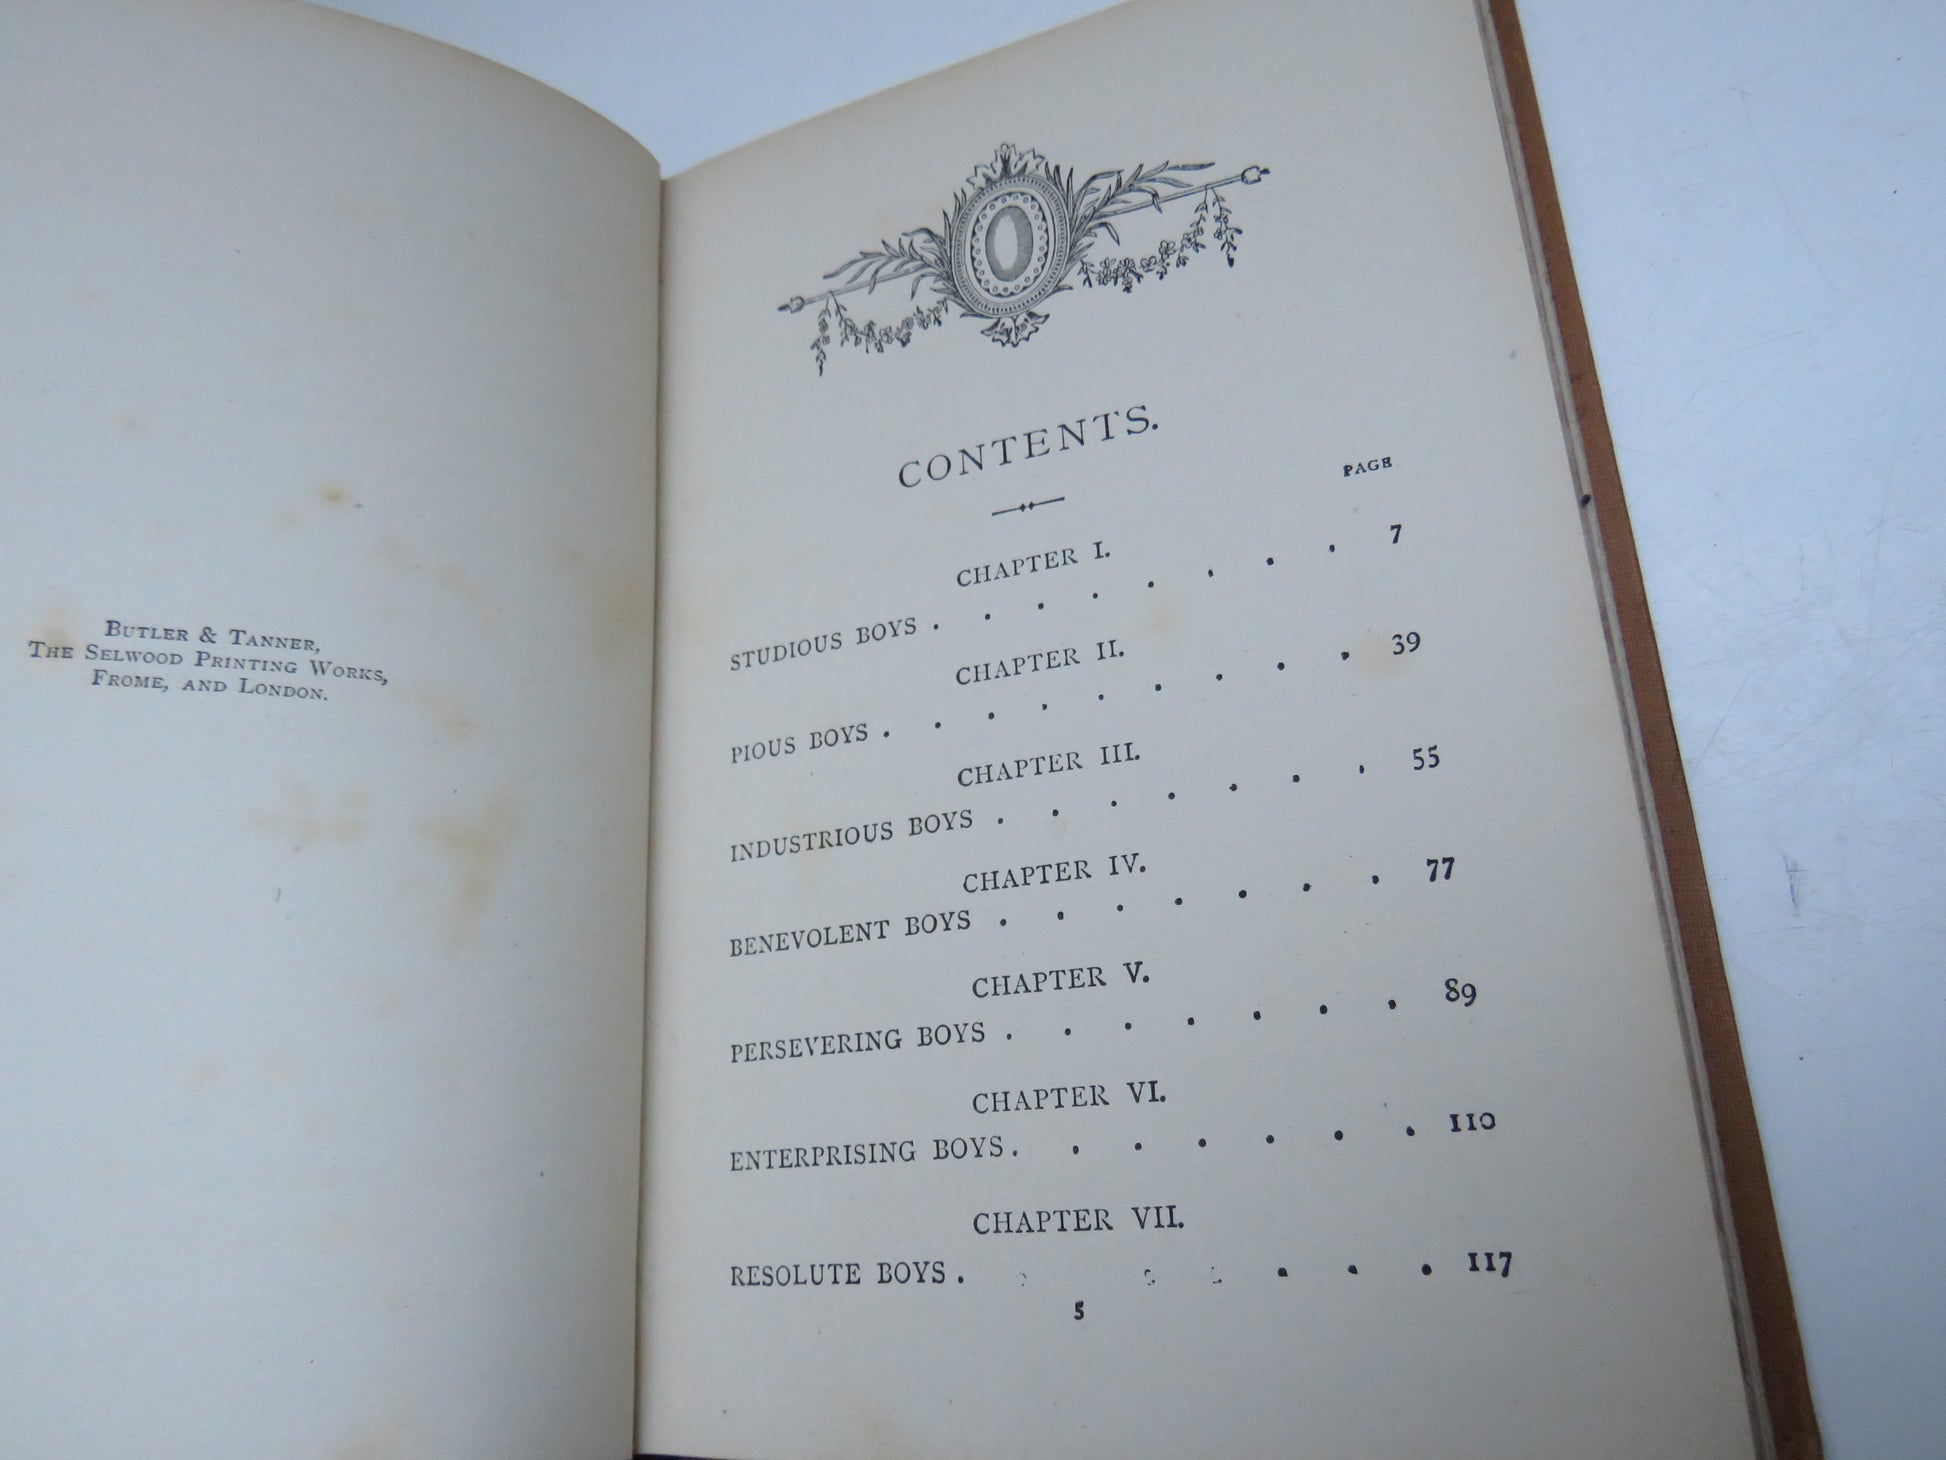 BUTLER & TANNER,
THE SELWOOD PRINTING WORKS,
FROME, AND LONDON.
CONTENTS.
PAGE
CHAPTER I.
STUDIOUS BOYS . . . . . . . . 7
CHAPTER II.
PIOUS BOYS . . . . . . . . . 39
CHAPTER III.
INDUSTRIOUS BOYS . . . . . . . 55
CHAPTER IV.
BENEVOLENT BOYS . . . . . . . 77
CHAPTER V.
PERSEVERING BOYS . . . . . . . 89
CHAPTER VI.
ENTERPRISING BOYS . . . . . . . 110
CHAPTER VII.
RESOLUTE BOYS . . . . . . . 117
5